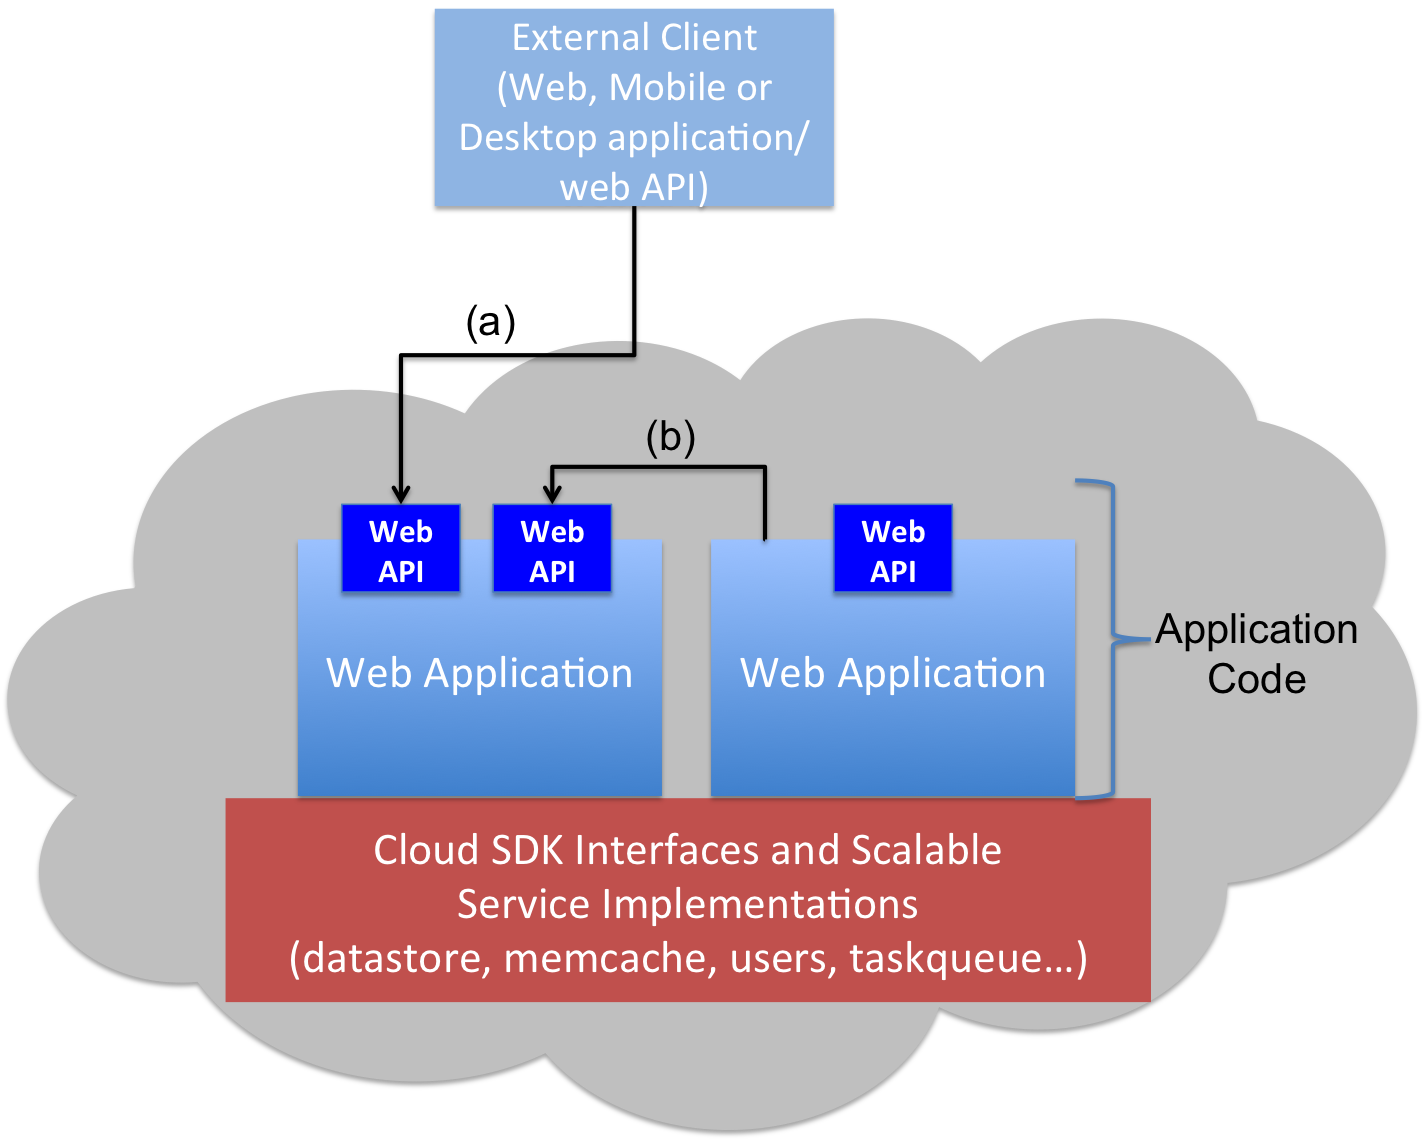 External Client
(Web, Mobile or
Desktop application/
web API)
(a)
(b)
Web
API
Web
API
Web
API
Web Application
Web Application
Application
Code
Cloud SDK Interfaces and Scalable
Service Implementations
(datastore, memcache, users, taskqueue...)